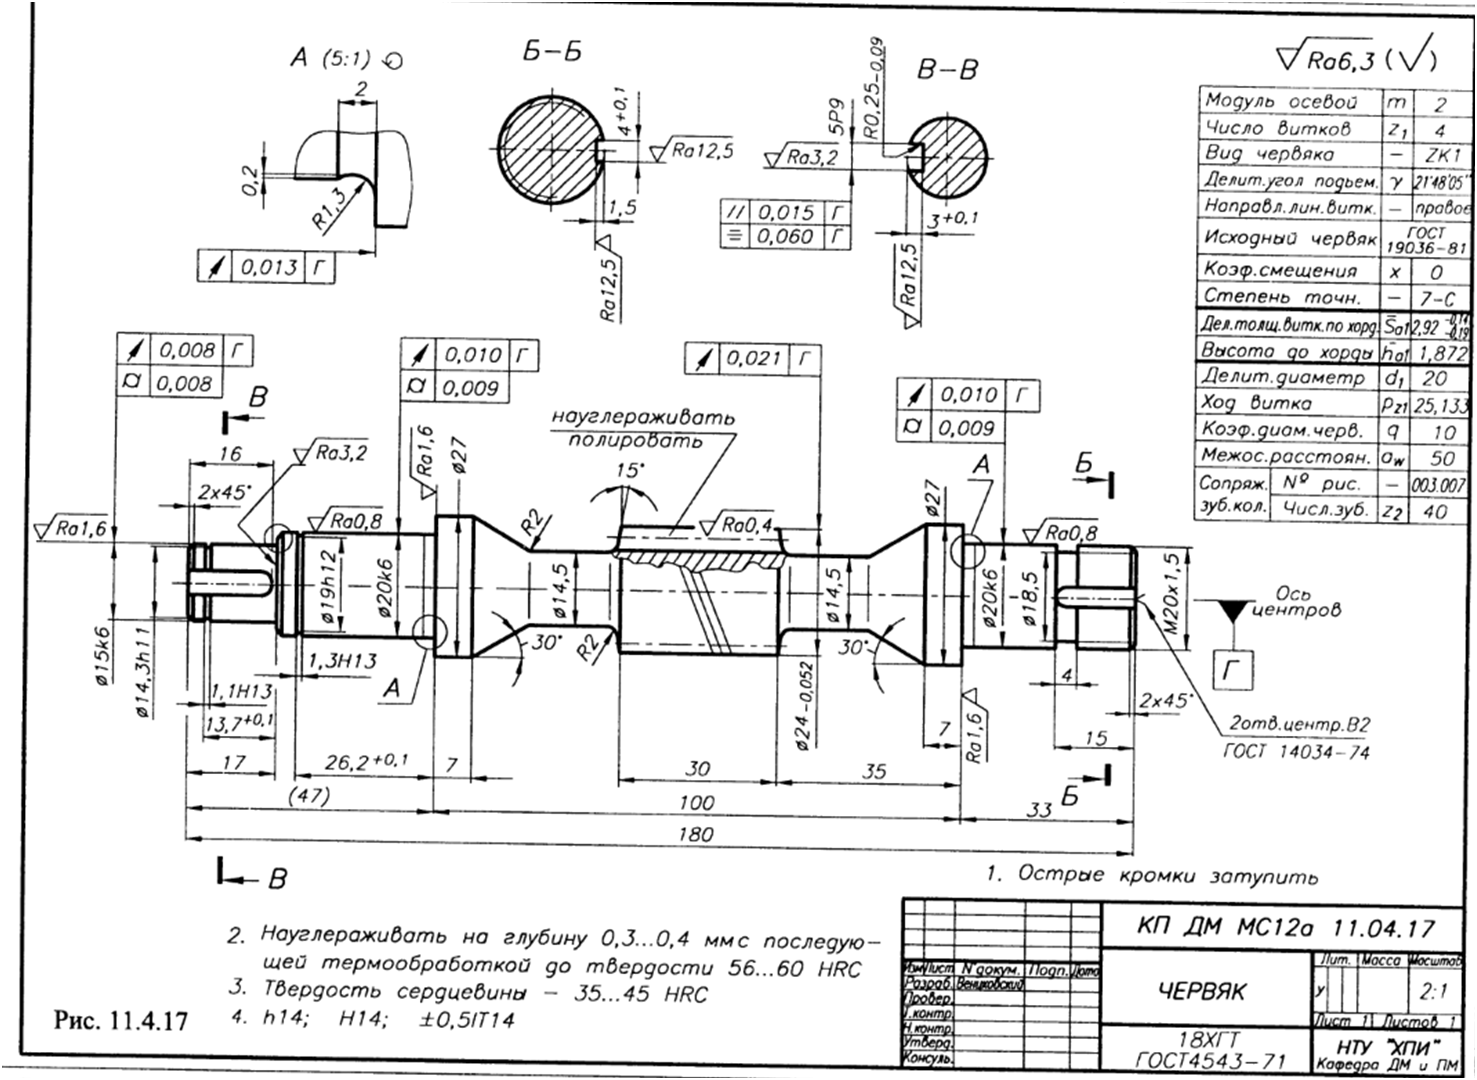 А (5:1)
Б-Б
В-В
Ra6,3 (√)
2
0,2
R1,3
0,013 Г
4+0,1
Ra12,5
1,5
Ra12,5
5P9
R0,25-0,09
Ra3,2
// 0,015 Г
0,060 Г
3+0,1
Ra12,5
Модуль осевой m 2
Число витков z1 4
Вид червяка — ZK1
Делит.угол подъем. γ 21°48'05"
Направл.лин.витк. — правое
Исходный червяк ГОСТ
19036-81
Коэф.смещения x 0
Степень точн. — 7-С
Дел.толщ.витк.по хорд. S̄a1 2,92 -0,14 -0,19
Высота до хорды h̄a1 1,872
Делит.диаметр d1 20
Ход витка Pz1 25,133
Коэф.диам.черв. q 10
Межос.расстоян. aw 50
Сопряж. зуб.кол. № рис. — 003.007
Числ.зуб. z2 40
0,008 Г
0,008
0,010 Г
0,009
0,021 Г
0,010 Г
0,009
В
науглераживать
полировать
16
Ra3,2
2x45°
Ra1,6
Ra0,8
Ra1,6
ø27
15°
R2
Ra0,4
ø27
А
Б
Ra0,8
ø15k6
ø14,3h11
ø19h12
ø20k6
ø14,5
30°
R2
ø14,5
30°
ø20k6
ø18,5
M20x1,5
Ось
центров
Г
1,3H13
А
1,1H13
13,7+0,1
17
26,2+0,1
7
30
ø24-0,052
35
7
Ra1,6
4
2x45°
15
2отв.центр.В2
ГОСТ 14034-74
(47)
100
33
Б
180
В
1. Острые кромки затупить
2. Науглераживать на глубину 0,3...0,4 мм с последую-
щей термообработкой до твердости 56...60 HRC
3. Твердость сердцевины - 35...45 HRC
4. h14; H14; ±0,5IT14
Рис. 11.4.17
КП ДМ МС12а 11.04.17
Изм Лист № докум. Подп. Дата
Разраб.
Провер.
Т.контр.
Н.контр.
Утверд.
Консуль.
ЧЕРВЯК
Лит. Масса Масштаб
у 2:1
Лист 1 Листов 1
18ХГТ
ГОСТ4543-71
НТУ "ХПИ"
Кафедра ДМ и ПМ